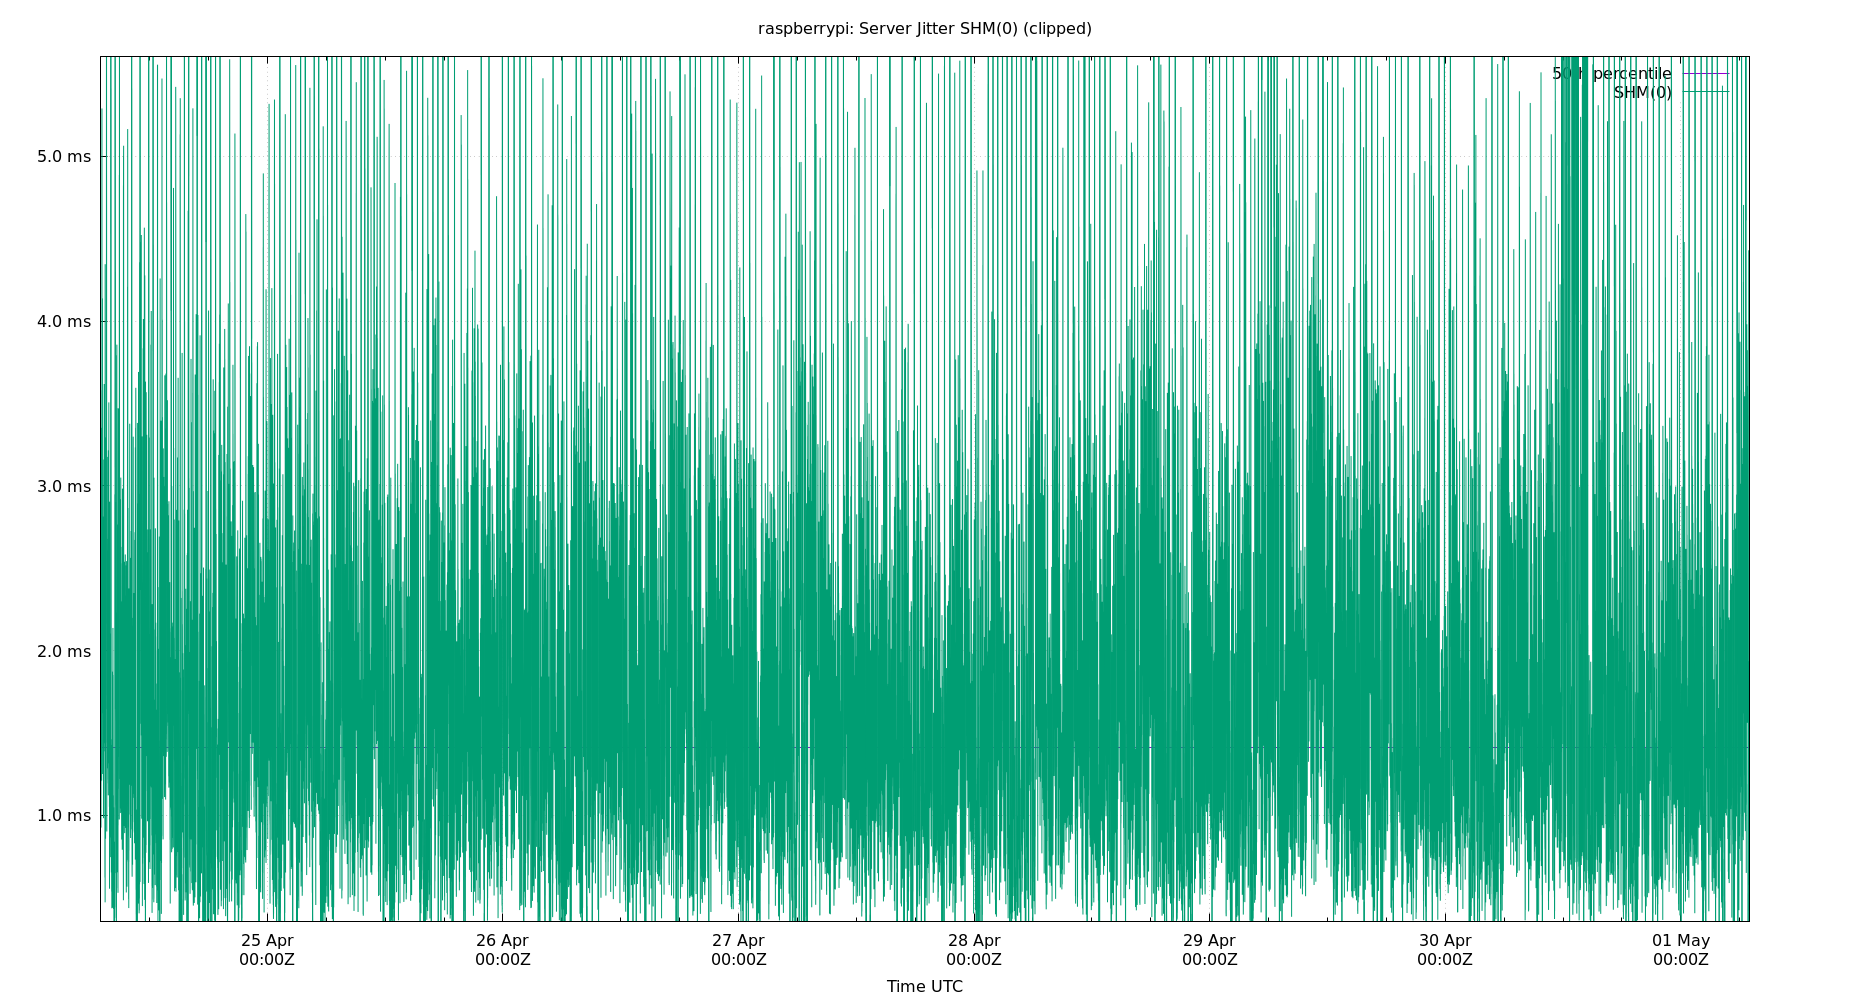 raspberrypi: Server Jitter SHM(0) (clipped)
50th percentile
SHM(0)
5.0 ms
4.0 ms
3.0 ms
2.0 ms
1.0 ms
25 Apr
00:00Z
26 Apr
00:00Z
27 Apr
00:00Z
28 Apr
00:00Z
29 Apr
00:00Z
30 Apr
00:00Z
01 May
00:00Z
Time UTC